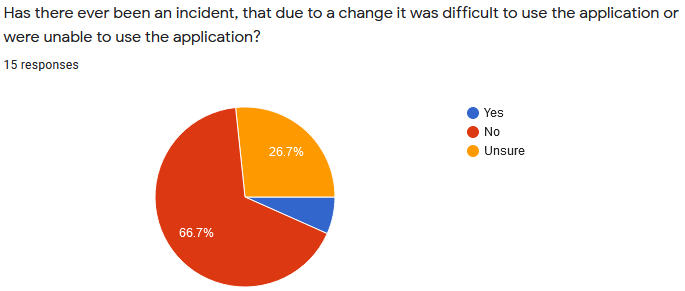 Has there ever been an incident, that due to a change it was difficult to use the application or
were unable to use the application?
15 responses
Yes
No
Unsure
26.7%
66.7%